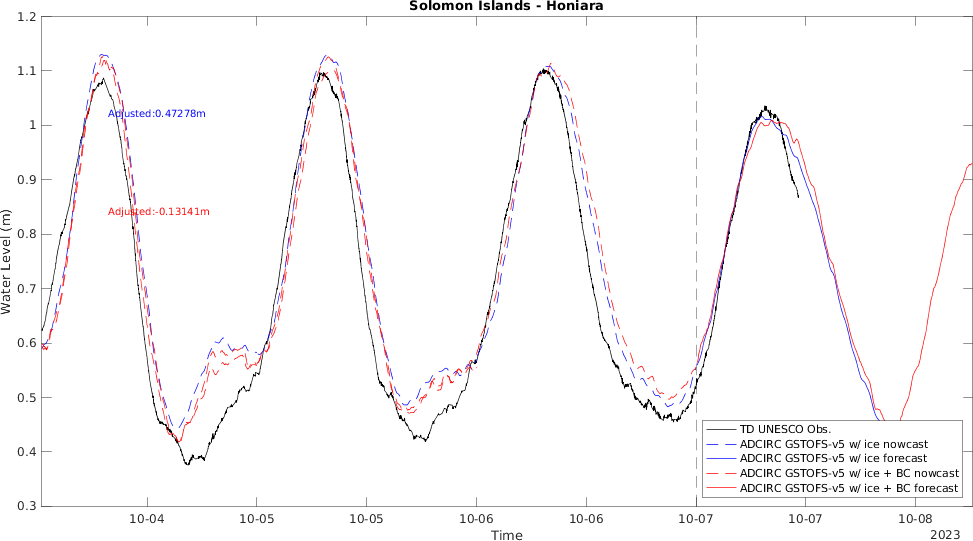 Solomon Islands - Honiara
1.2
1.1
1
0.9
0.8
0.7
0.6
0.5
0.4
0.3
Water Level (m)
Adjusted:0.47278m
Adjusted:-0.13141m
TD UNESCO Obs.
ADCIRC GSTOFS-v5 w/ ice nowcast
ADCIRC GSTOFS-v5 w/ ice forecast
ADCIRC GSTOFS-v5 w/ ice + BC nowcast
ADCIRC GSTOFS-v5 w/ ice + BC forecast
10-04 10-05 10-05 10-06 10-06 10-07 10-07 10-08
Time
2023